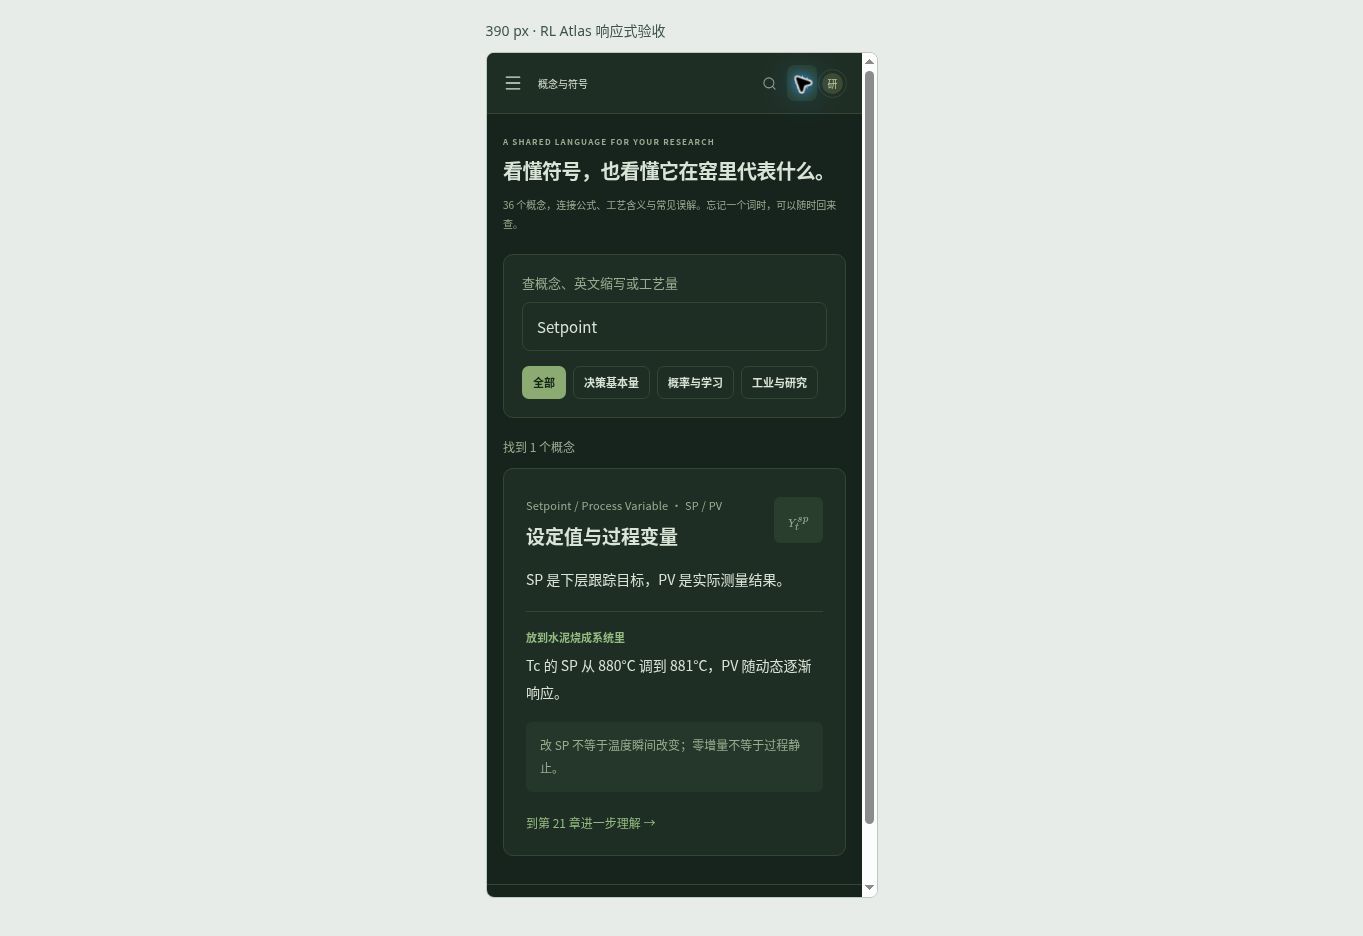 390 px · RL Atlas 响应式验收
概念与符号
研
A SHARED LANGUAGE FOR YOUR RESEARCH
看懂符号，也看懂它在窑里代表什么。
36 个概念，连接公式、工艺含义与常见误解。忘记一个词时，可以随时回来
查。
查概念、英文缩写或工艺量
Setpoint
全部 决策基本量 概率与学习 工业与研究
找到 1 个概念
Setpoint / Process Variable · SP / PV
Y_t^{sp}
设定值与过程变量
SP 是下层跟踪目标，PV 是实际测量结果。
放到水泥烧成系统里
Tc 的 SP 从 880°C 调到 881°C，PV 随动态逐渐
响应。
改 SP 不等于温度瞬间改变；零增量不等于过程静
止。
到第 21 章进一步理解 →